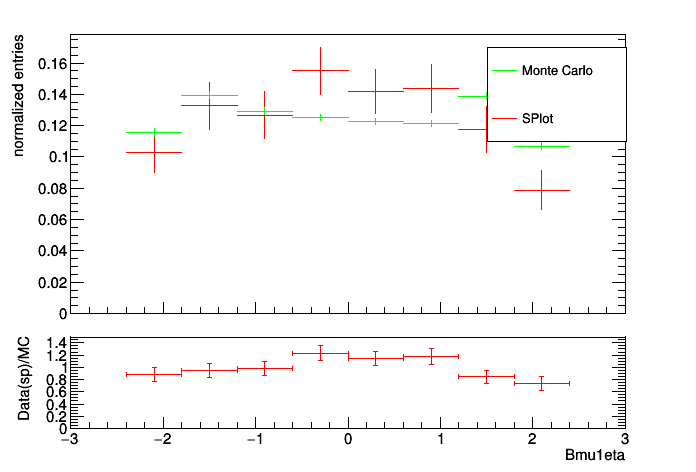 normalized entries
0.16
0.14
0.12
0.1
0.08
0.06
0.04
0.02
0
Monte Carlo
SPlot
Data(sp)/MC
1.4
1.2
1
0.8
0.6
0.4
0.2
0
−3 −2 −1 0 1 2 3
Bmu1eta